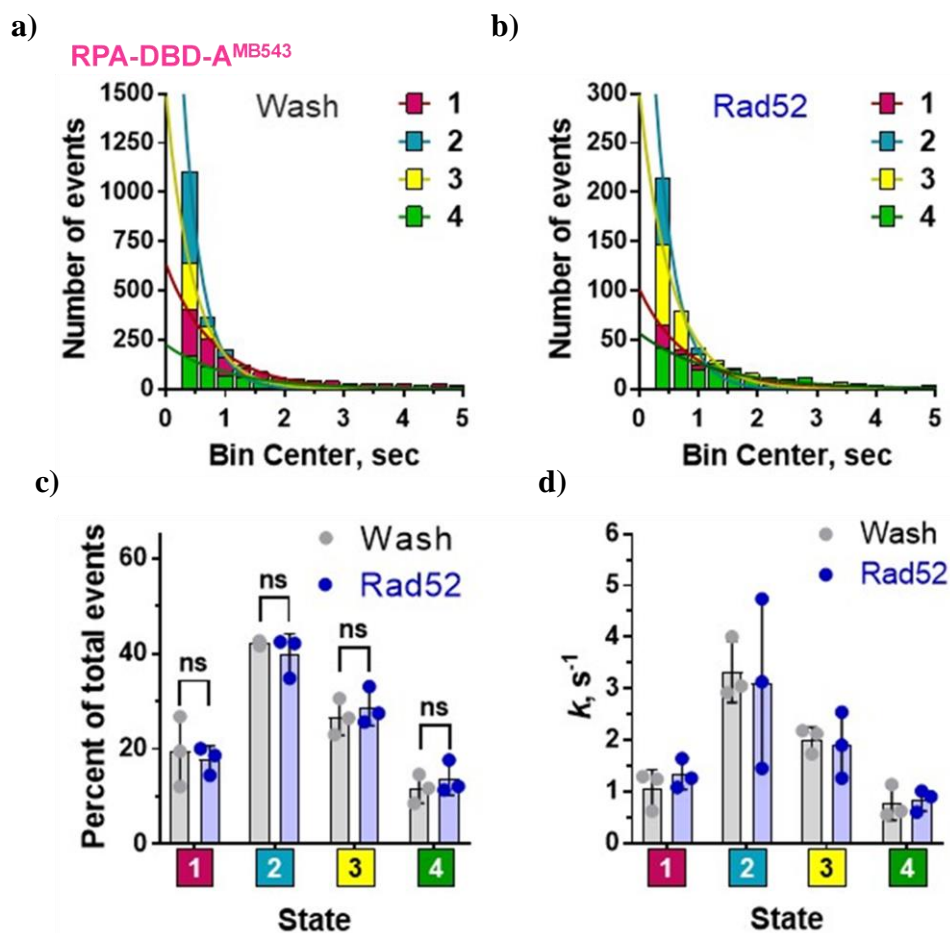 a)
RPA-DBD-A^MB543
Wash
1
2
3
4
Number of events
1500
1250
1000
750
500
250
0
0 1 2 3 4 5
Bin Center, sec
b)
Rad52
1
2
3
4
Number of events
300
250
200
150
100
50
0
0 1 2 3 4 5
Bin Center, sec
c)
Wash
Rad52
Percent of total events
60
40
20
0
ns
ns
ns
ns
1 2 3 4
State
d)
Wash
Rad52
k, s⁻¹
6
5
4
3
2
1
0
1 2 3 4
State